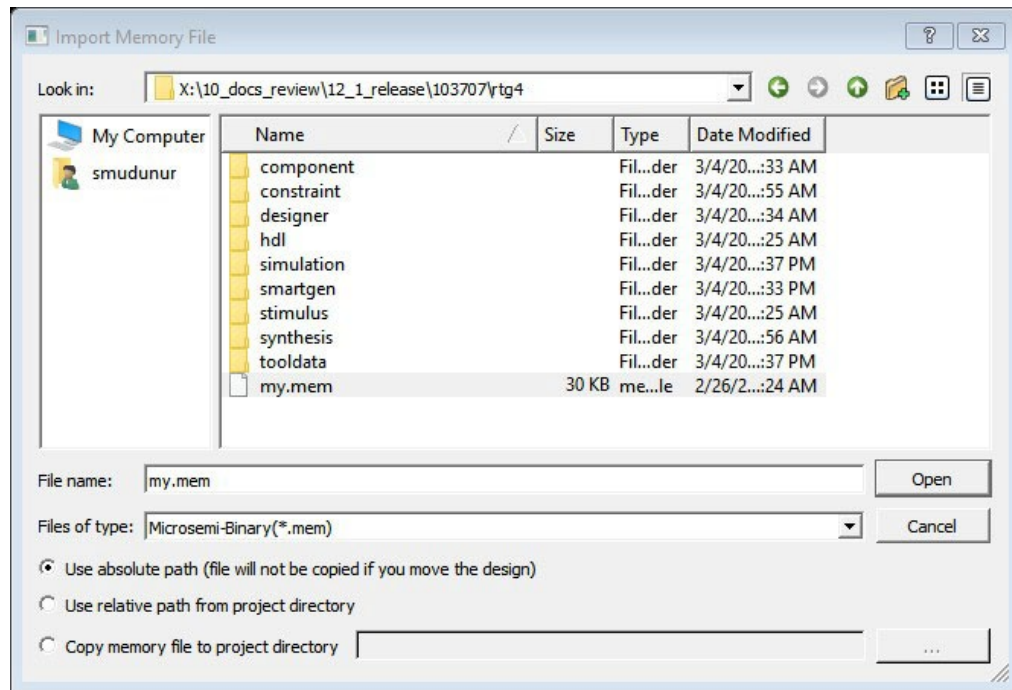 Import Memory File
Look in: X:\10_docs_review\12_1_release\103707\rtg4
My Computer
smudunur
Name Size Type Date Modified
component Fil...der 3/4/20...:33 AM
constraint Fil...der 3/4/20...:55 AM
designer Fil...der 3/4/20...:34 AM
hdl Fil...der 3/4/20...:25 AM
simulation Fil...der 3/4/20...:37 PM
smartgen Fil...der 3/4/20...:33 PM
stimulus Fil...der 3/4/20...:25 AM
synthesis Fil...der 3/4/20...:56 AM
tooldata Fil...der 3/4/20...:37 PM
my.mem 30 KB me...le 2/26/2...:24 AM
File name: my.mem Open
Files of type: Microsemi-Binary(*.mem) Cancel
Use absolute path (file will not be copied if you move the design)
Use relative path from project directory
Copy memory file to project directory ...